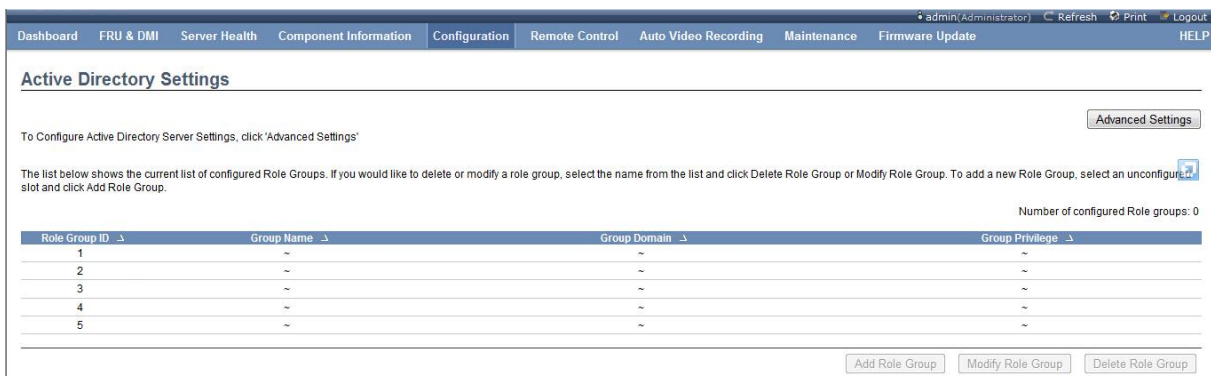 admin(Administrator) Refresh Print Logout
Dashboard FRU & DMI Server Health Component Information Configuration Remote Control Auto Video Recording Maintenance Firmware Update HELP
Active Directory Settings
Advanced Settings
To Configure Active Directory Server Settings, click 'Advanced Settings'
The list below shows the current list of configured Role Groups. If you would like to delete or modify a role group, select the name from the list and click Delete Role Group or Modify Role Group. To add a new Role Group, select an unconfigured
slot and click Add Role Group.
Number of configured Role groups: 0
Role Group ID Group Name Group Domain Group Privilege
1 ~ ~ ~
2 ~ ~ ~
3 ~ ~ ~
4 ~ ~ ~
5 ~ ~ ~
Add Role Group Modify Role Group Delete Role Group